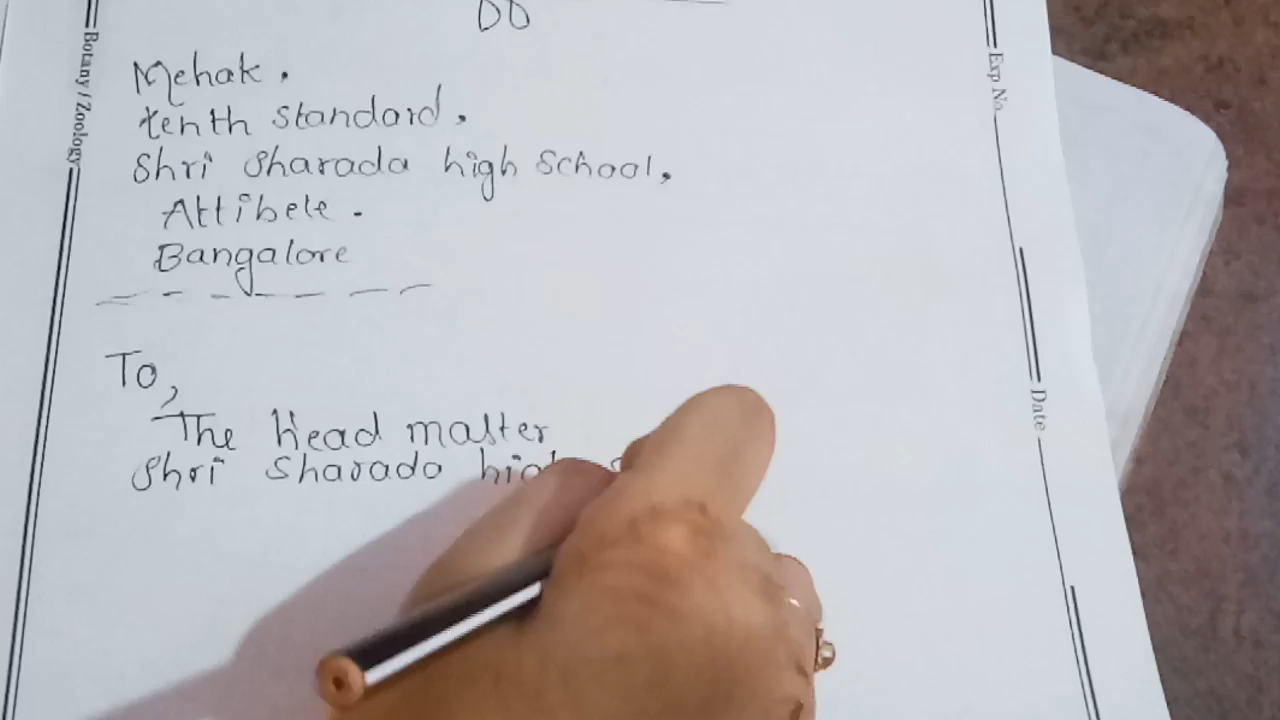 Botany / Zoology
Exp No.
Date
Mehak.
tenth standard.
Shri Sharada high School,
Attibele.
Bangalore
To,
The Head master
Shri Sharada